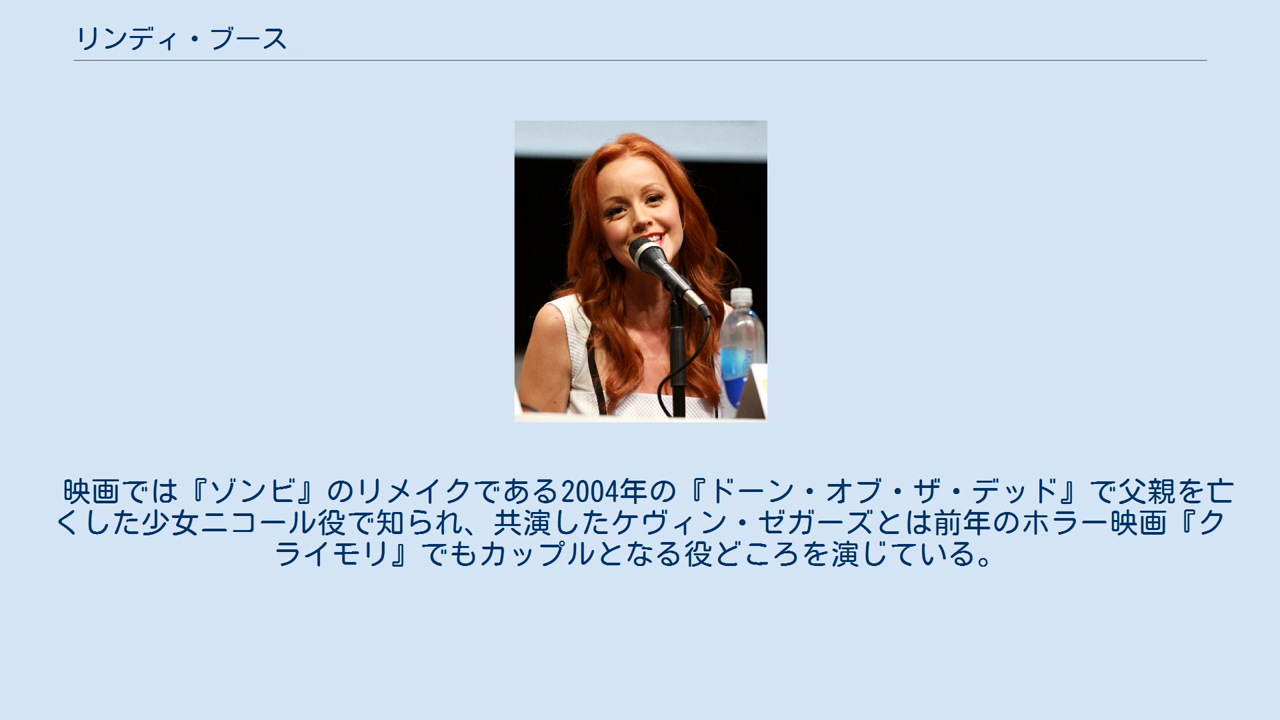 リンディ・ブース
映画では『ゾンビ』のリメイクである2004年の『ドーン・オブ・ザ・デッド』で父親を亡
くした少女ニコール役で知られ、共演したケヴィン・ゼガーズとは前年のホラー映画『ク
ライモリ』でもカップルとなる役どころを演じている。